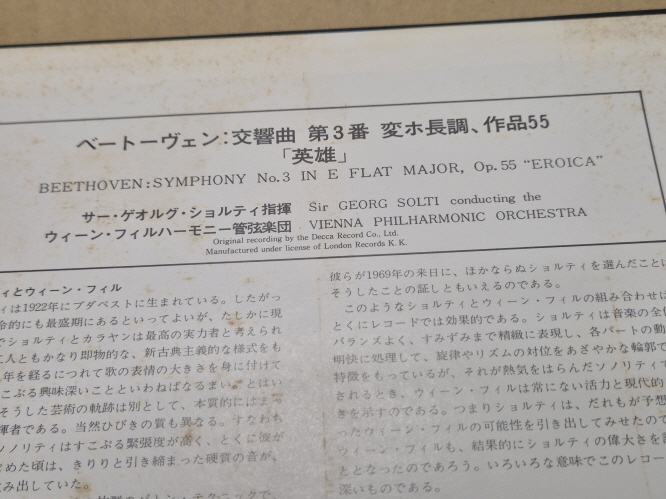 ベートーヴェン：交響曲 第3番 変ホ長調、作品55
「英雄」
BEETHOVEN：SYMPHONY No.3 IN E FLAT MAJOR, Op.55 "EROICA"
サー・ゲオルグ・ショルティ指揮 Sir GEORG SOLTI conducting the
ウィーン・フィルハーモニー管弦楽団 VIENNA PHILHARMONIC ORCHESTRA
Original recording by the Decca Record Co., Ltd.
Manufactured under license of London Records K. K.
ィとウィーン・フィル
ィは1922年にブダペストに生まれている。したがっ
令的にも最盛期にあるといってよいが、たしかに現
でショルティとカラヤンは最高の実力者と考えられ
二人ともかなり即物的な、新古典主義的な様式をも
年を経るにつれて歌の表情の大きさを身に付けて
こぶる興味深いことといわねばなるまい。とはい
そうした芸術の軌跡は別として、本質的にはまっ
揮者である。当然ひびきの質も異なる。すなわち
ソノリティはすこぶる緊張度が高く、とくに彼が
始めた頃は、きりりと引き締まった硬質の音が、
み出していた。
彼らが1969年の来日に、ほかならぬショルティを選んだことに
そうしたことの証しともいえるのである。
このようなショルティとウィーン・フィルの組み合わせは
とくにレコードでは効果的である。ショルティは音楽の全体
バランスよく、すみずみまで精緻に表現し、各パートの動
明快に処理して、旋律やリズムの対位をあざやかな輪郭で
特徴をもっているが、それが熱気をはらんだソノリティで
されるとき、ウィーン・フィルは常にない活力と現代的
きを示すのである。つまりショルティは、だれもが予想
ったウィーン・フィルの可能性を引き出してみせたので
ウィーン・フィルも、結果的にショルティの偉大さを
ととなったのであろう。いろいろな意味でこのレコー
深いものである。